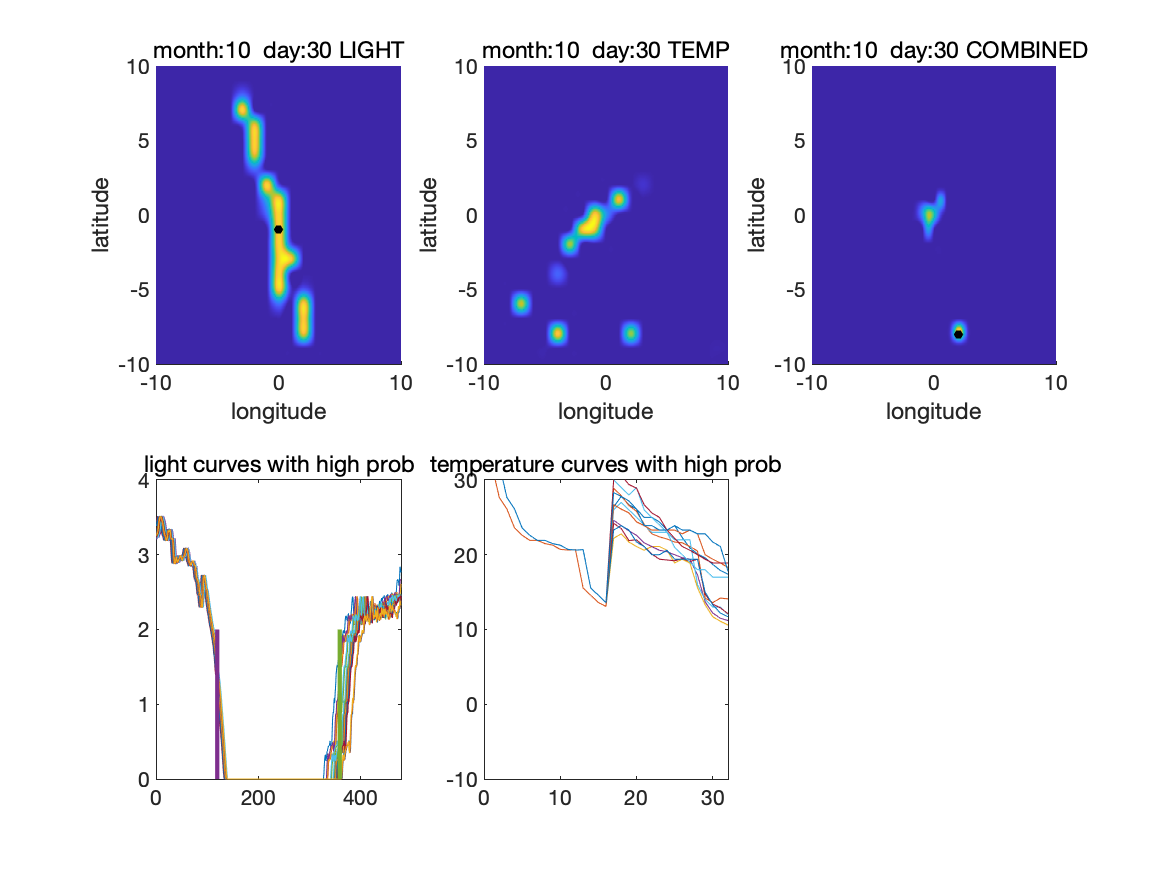 month:10 day:30 LIGHT
10
5
0
-5
-10
-10 0 10
latitude
longitude
month:10 day:30 TEMP
10
5
0
-5
-10
-10 0 10
latitude
longitude
month:10 day:30 COMBINED
10
5
0
-5
-10
-10 0 10
latitude
longitude
light curves with high prob
4
3
2
1
0
0 200 400
temperature curves with high prob
30
20
10
0
-10
0 10 20 30